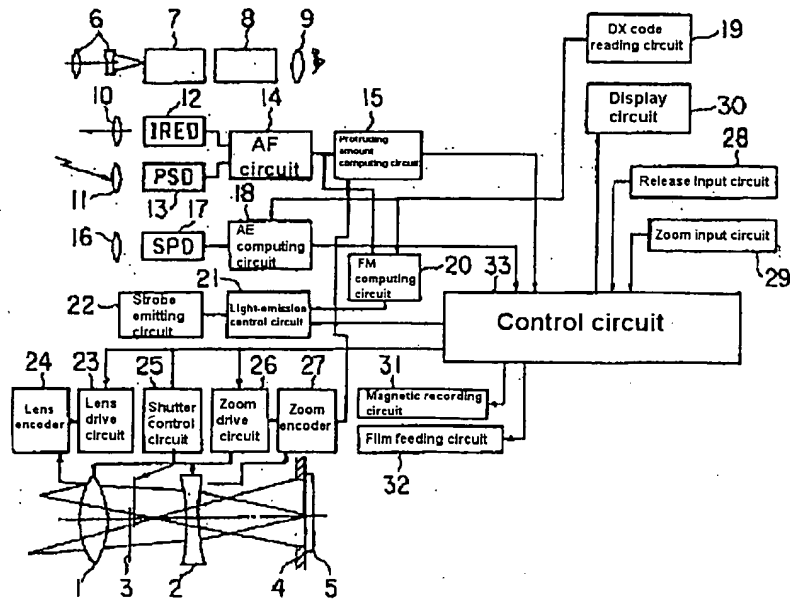 6
7
8
9
DX code
reading circuit
19
Display
circuit
30
10
12
IRED
14
AF
circuit
15
Protruding
amount computing circuit
28
Release Input circuit
11
PSD
13
17
16
SPD
18
AE
computing
circuit
Zoom input circuit
29
FM
computing
circuit
20
33
Control circuit
21
22
Strobe
emitting
circuit
Light-emission
control circuit
24
23
25
26
27
Lens
encoder
Lens
drive
circuit
Shutter
control
circuit
Zoom
drive
circuit
Zoom
encoder
31
Magnetic recording
circuit
Film feeding circuit
32
1
3
2
4
5